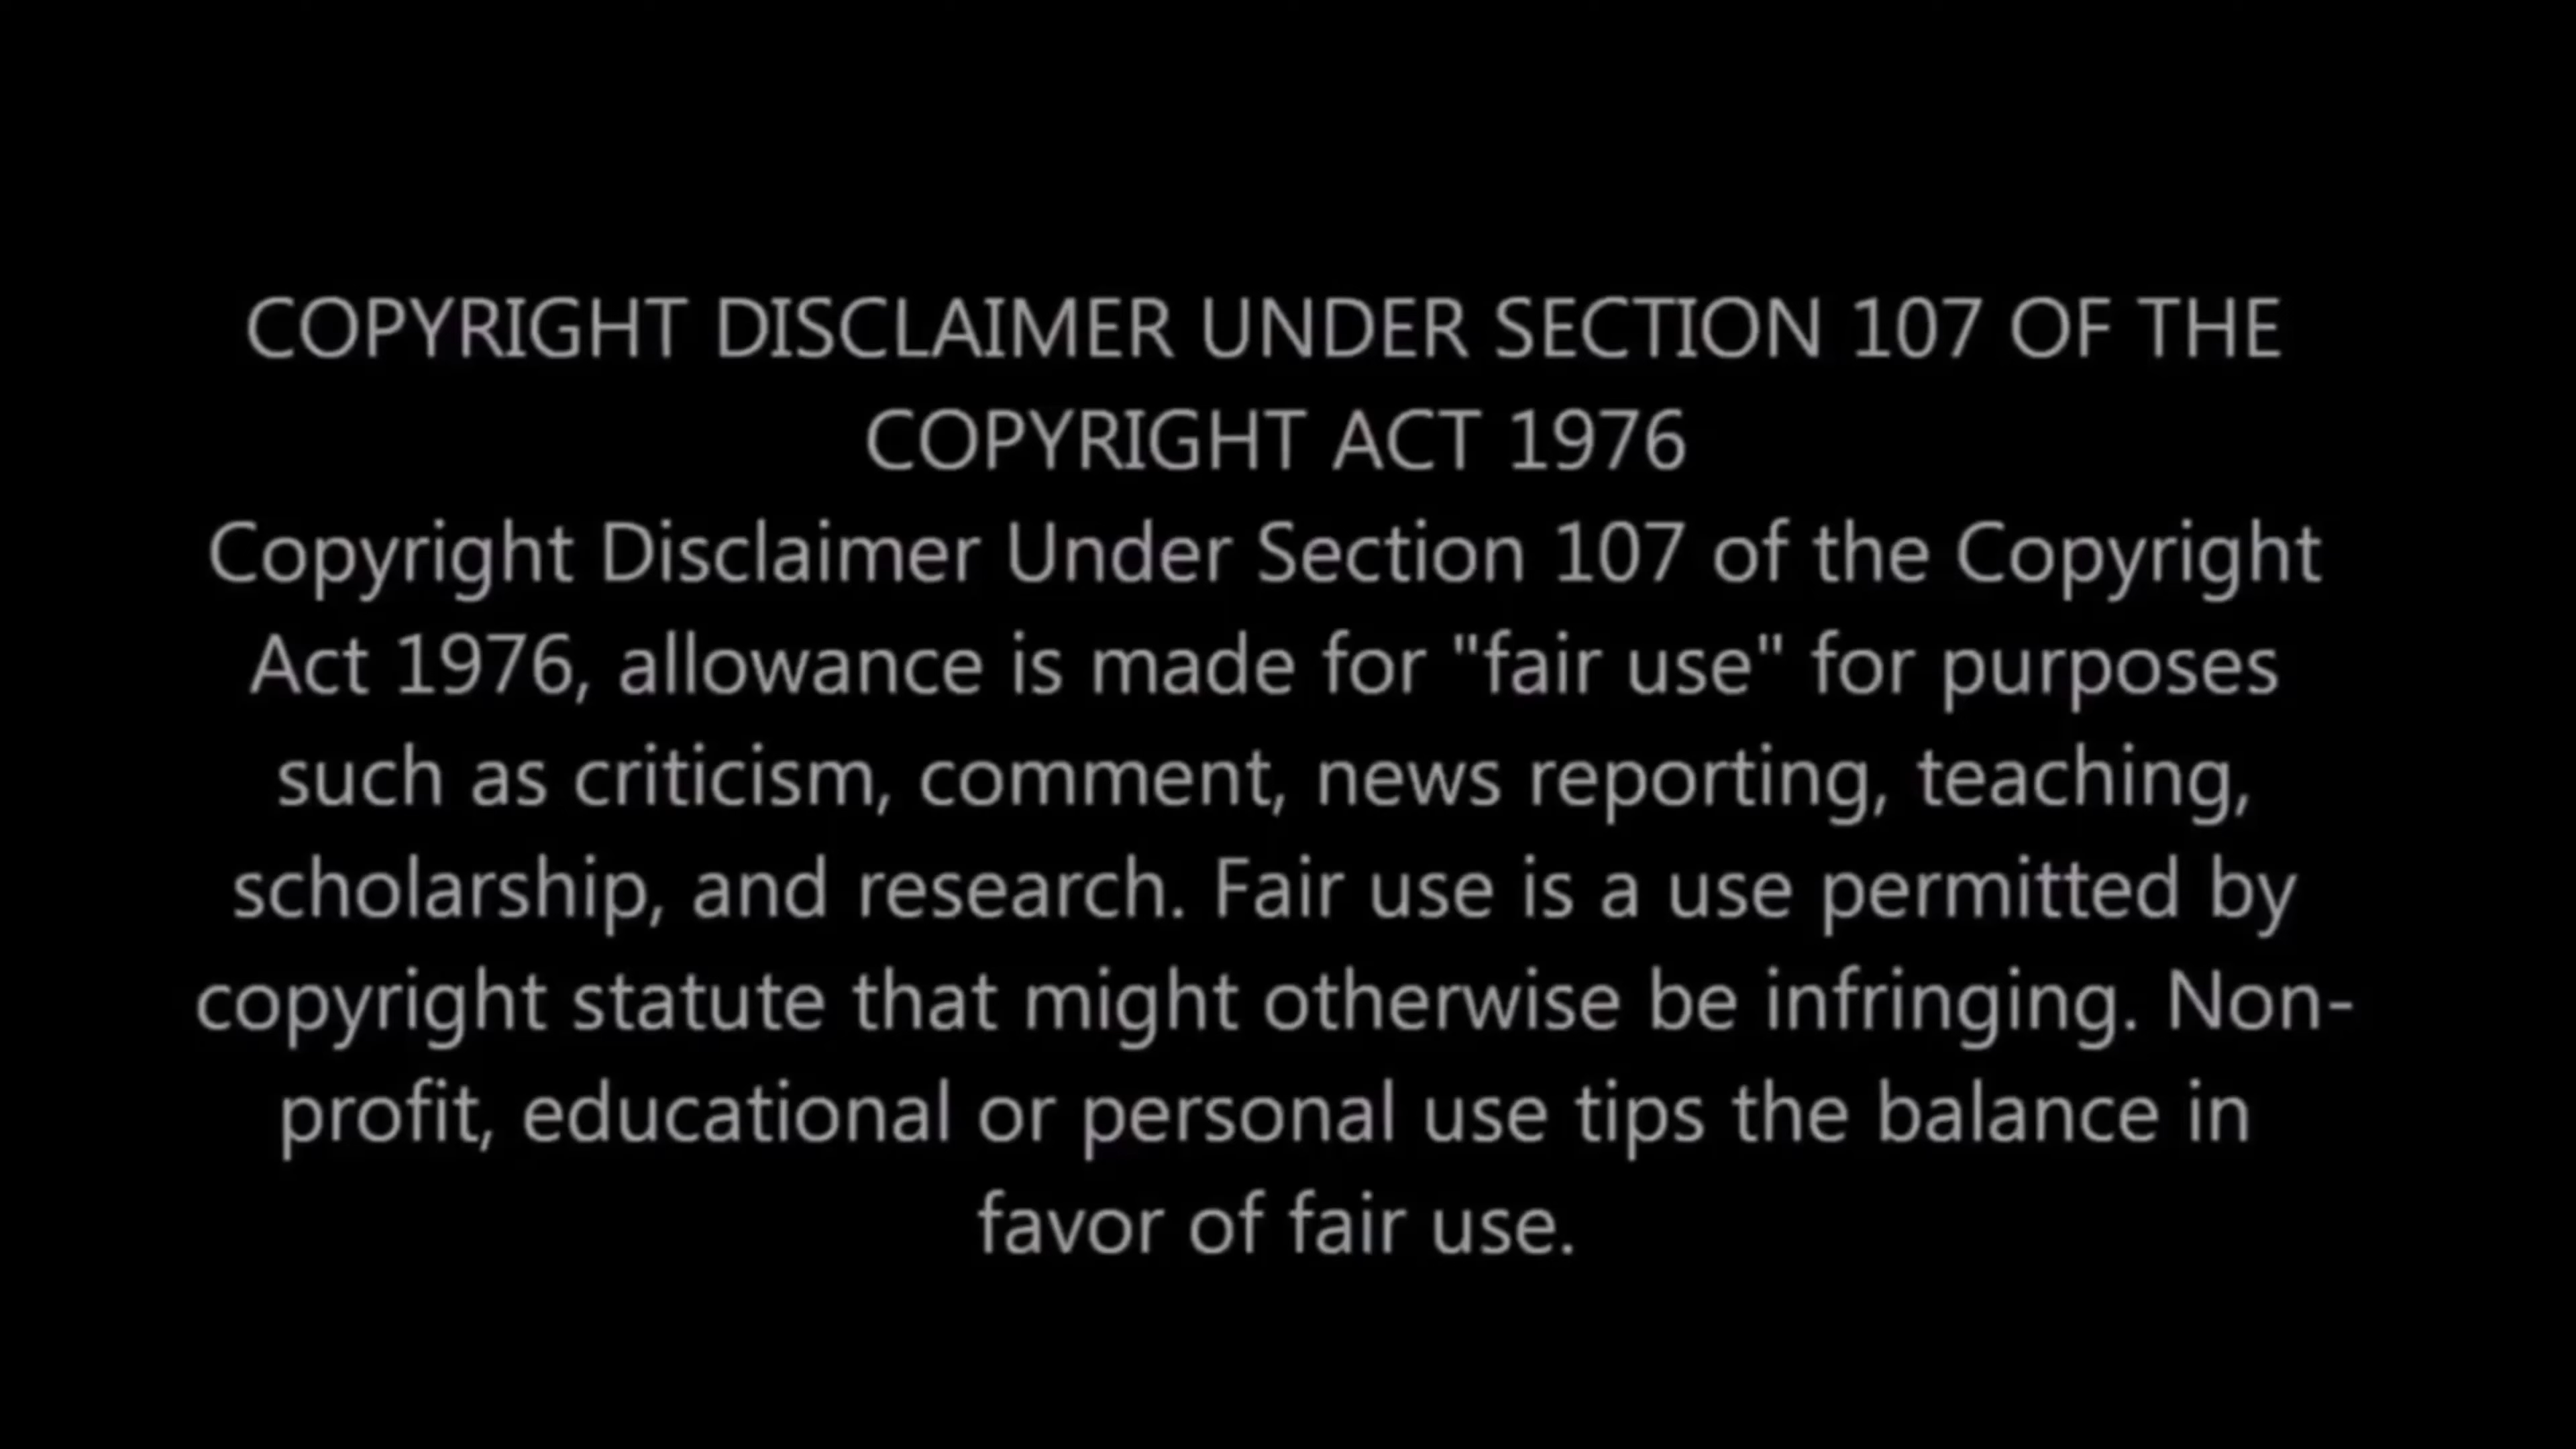 COPYRIGHT DISCLAIMER UNDER SECTION 107 OF THE
COPYRIGHT ACT 1976
Copyright Disclaimer Under Section 107 of the Copyright
Act 1976, allowance is made for "fair use" for purposes
such as criticism, comment, news reporting, teaching,
scholarship, and research. Fair use is a use permitted by
copyright statute that might otherwise be infringing. Non-
profit, educational or personal use tips the balance in
favor of fair use.